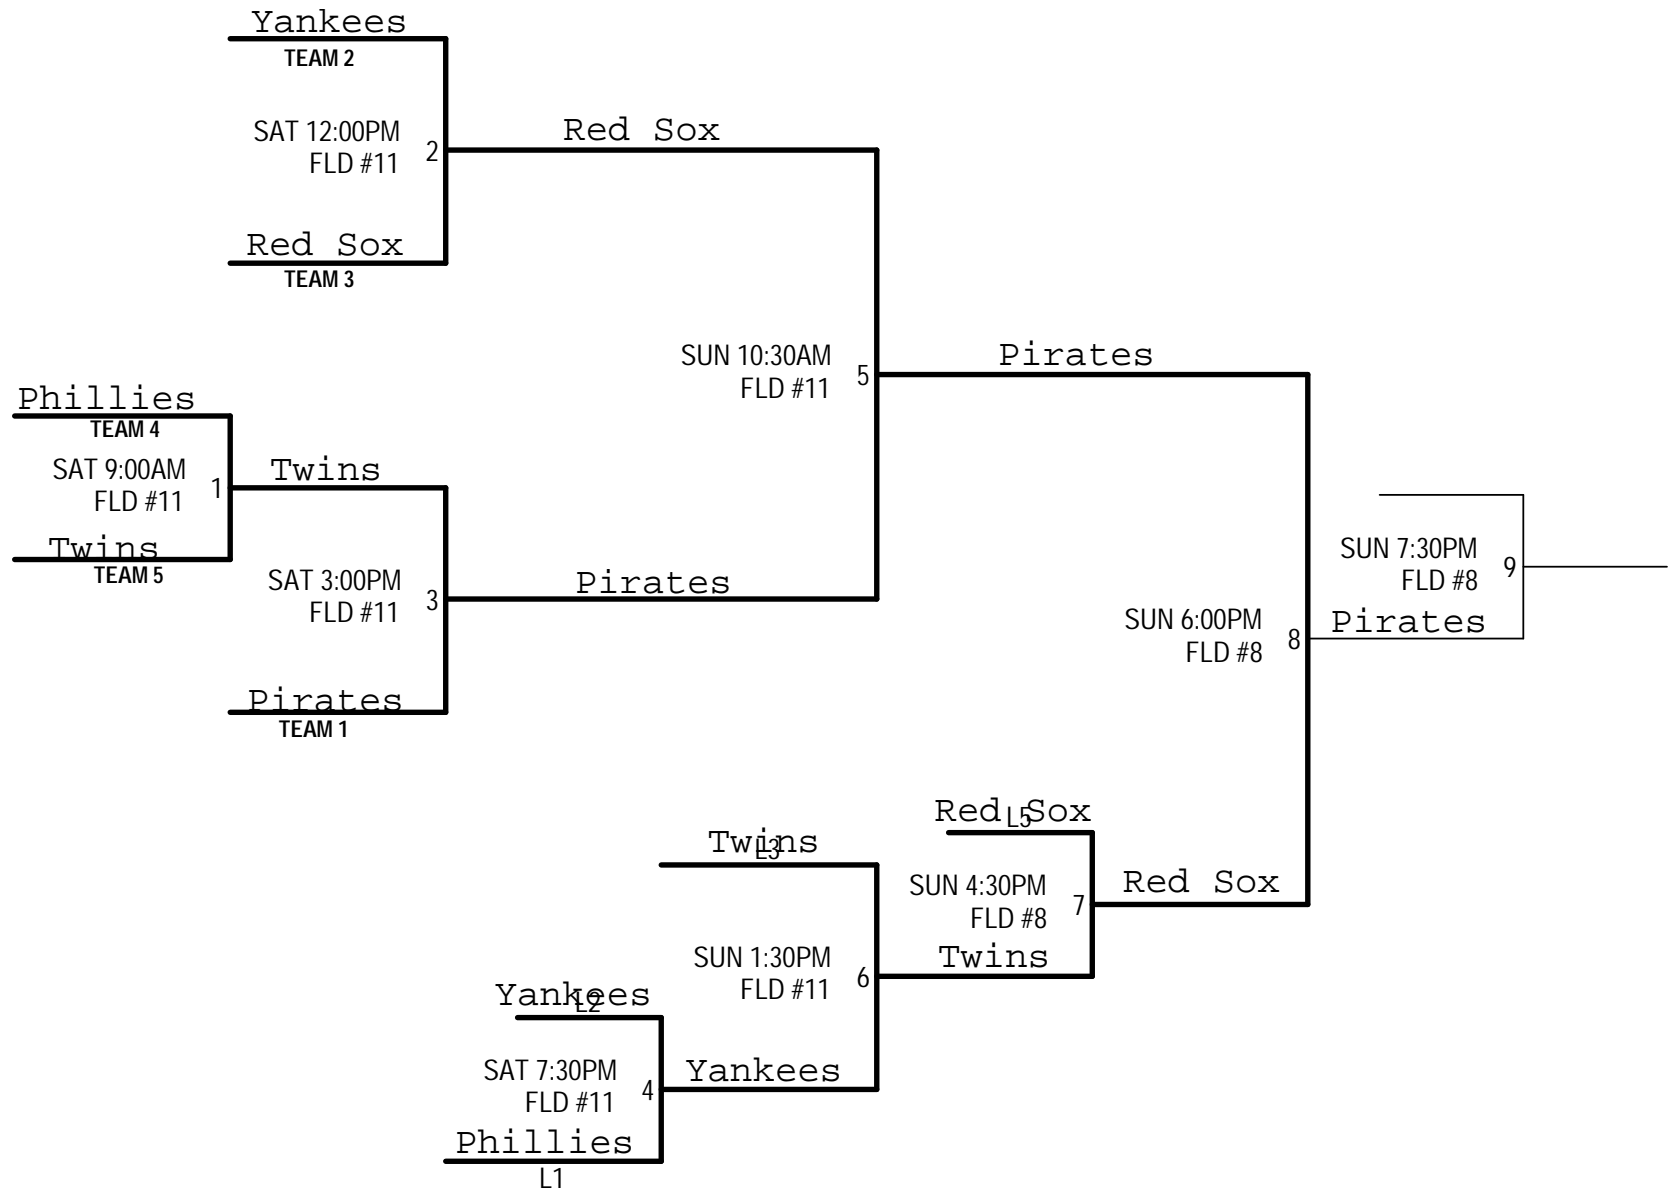 Yankees
TEAM 2
SAT 12:00PM
FLD #11
2
Red Sox
Red Sox
TEAM 3
SUN 10:30AM
FLD #11
5
Pirates
Phillies
TEAM 4
SAT 9:00AM
FLD #11
1
Twins
Twins
TEAM 5
SAT 3:00PM
FLD #11
3
Pirates
Pirates
TEAM 1
SUN 7:30PM
FLD #8
9
SUN 6:00PM
FLD #8
8
Pirates
Red Sox
L5
Twins
L3
SUN 4:30PM
FLD #8
7
Red Sox
SUN 1:30PM
FLD #11
6
Twins
Yankees
L2
SAT 7:30PM
FLD #11
4
Yankees
Phillies
L1